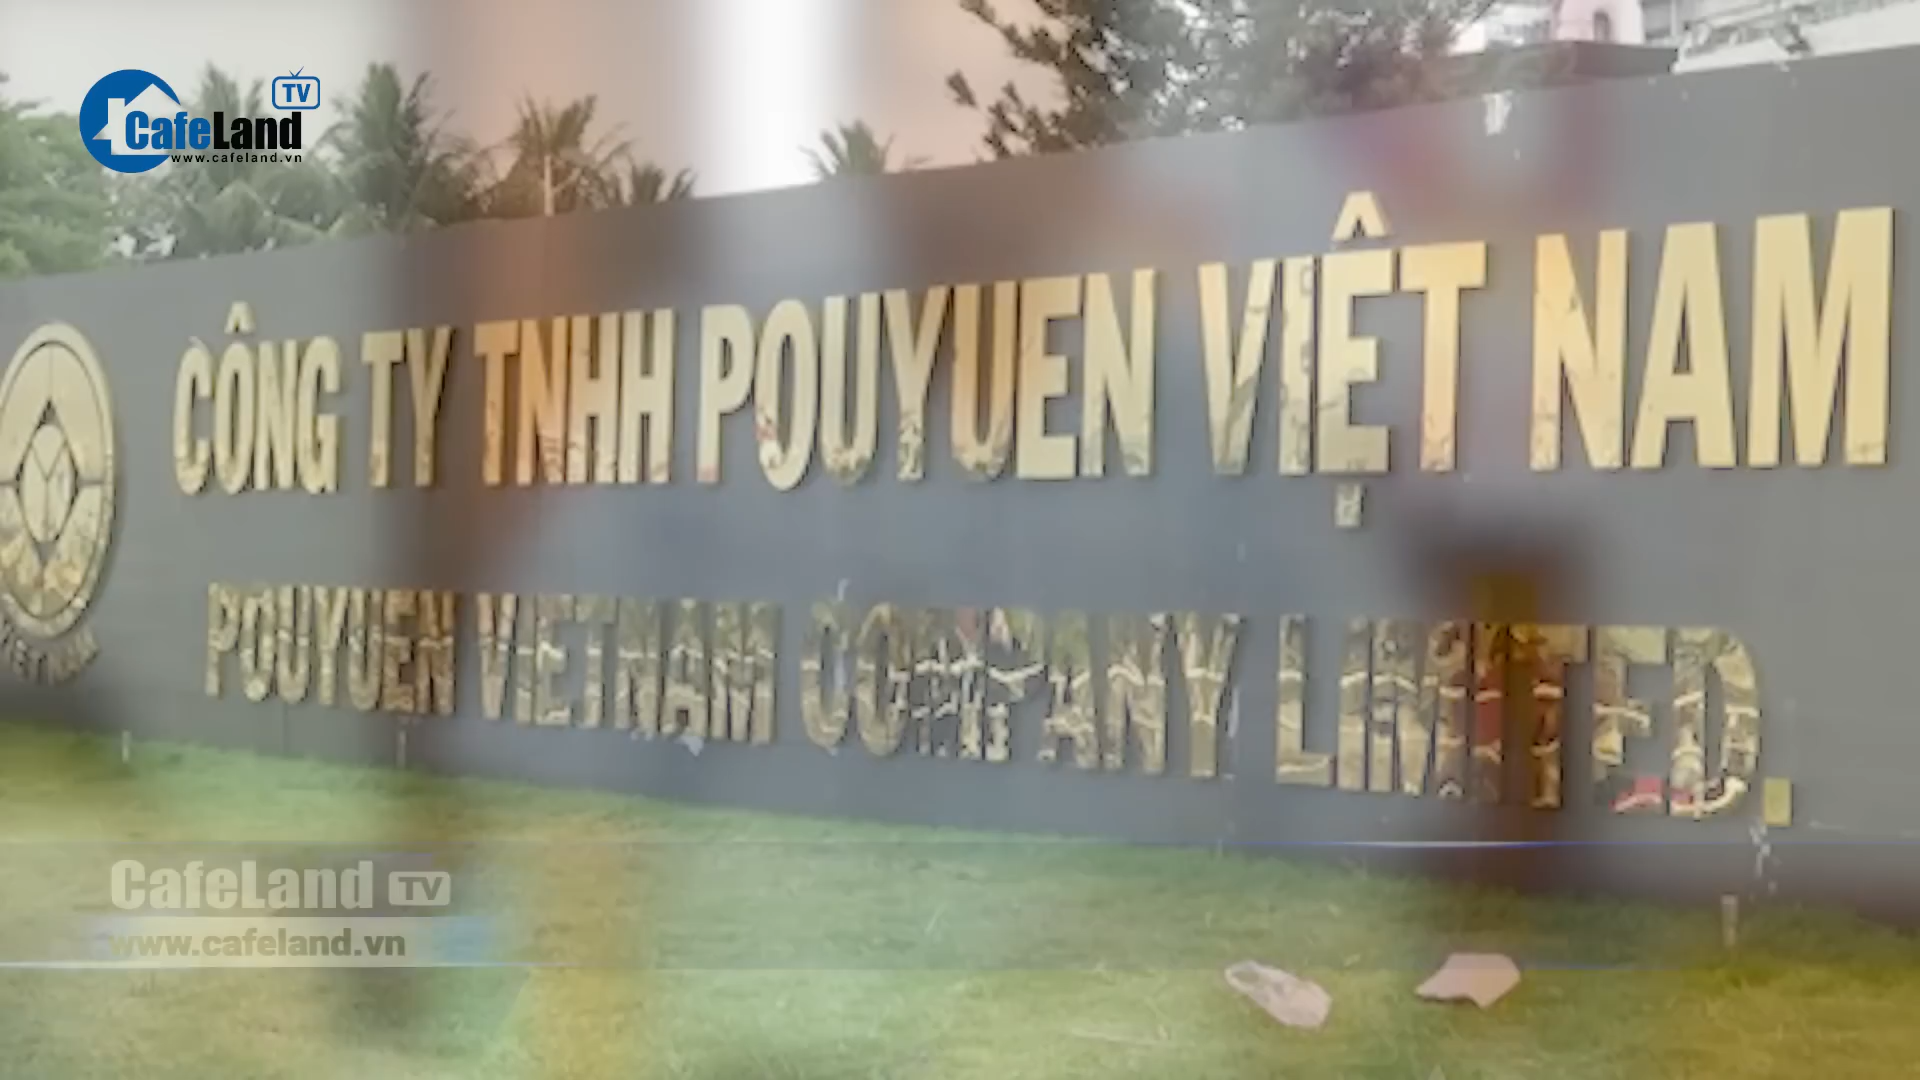 TV
CafeLand
www.cafeland.vn
CÔNG TY TNHH POUYUEN VIỆT NAM
POUYUEN VIETNAM COMPANY LIMITED.
VIETNAM
CafeLand TV
www.cafeland.vn